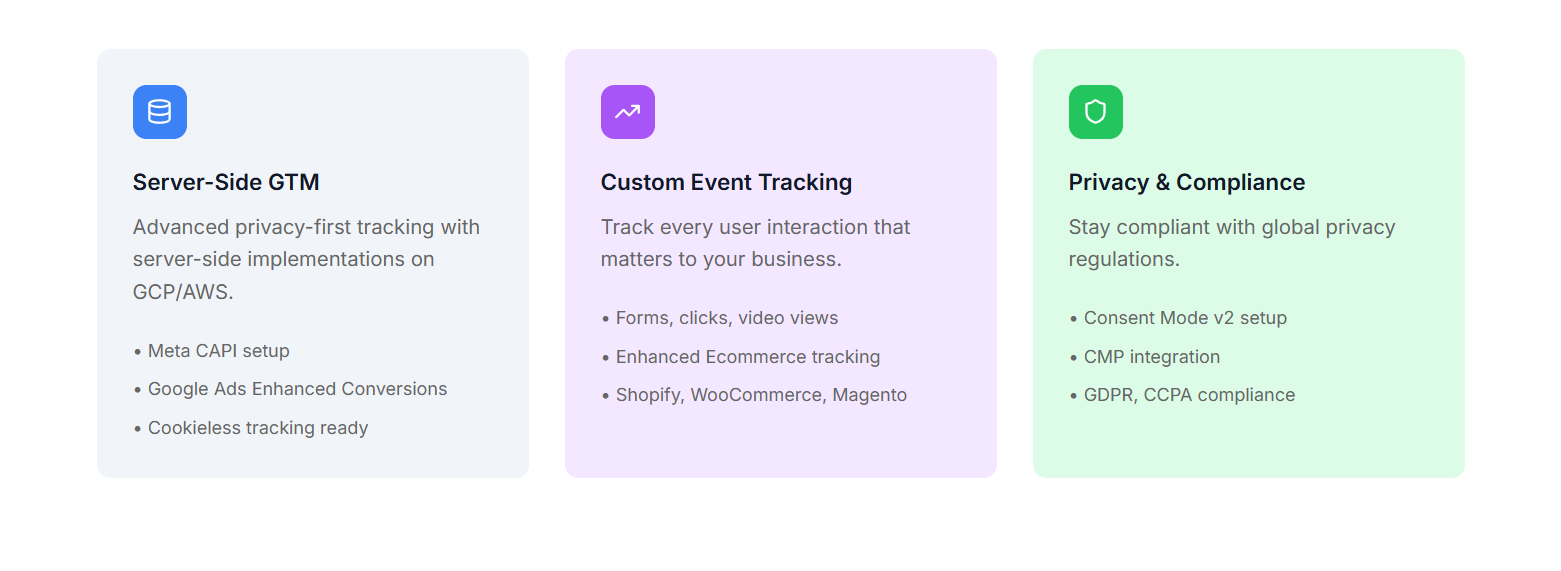 Server-Side GTM
Advanced privacy-first tracking with
server-side implementations on
GCP/AWS.
• Meta CAPI setup
• Google Ads Enhanced Conversions
• Cookieless tracking ready
Custom Event Tracking
Track every user interaction that
matters to your business.
• Forms, clicks, video views
• Enhanced Ecommerce tracking
• Shopify, WooCommerce, Magento
Privacy & Compliance
Stay compliant with global privacy
regulations.
• Consent Mode v2 setup
• CMP integration
• GDPR, CCPA compliance